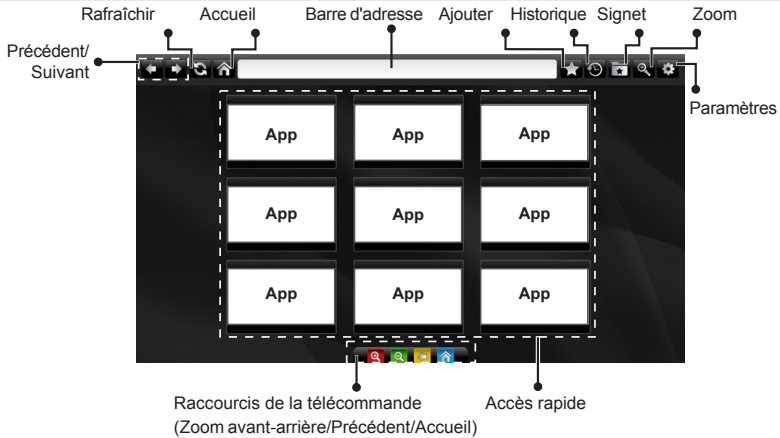 Rafraîchir Accueil Barre d'adresse Ajouter Historique Signet Zoom
Précédent/
Suivant
Paramètres
App App App
App App App
App App App
Raccourcis de la télécommande
(Zoom avant-arrière/Précédent/Accueil)
Accès rapide